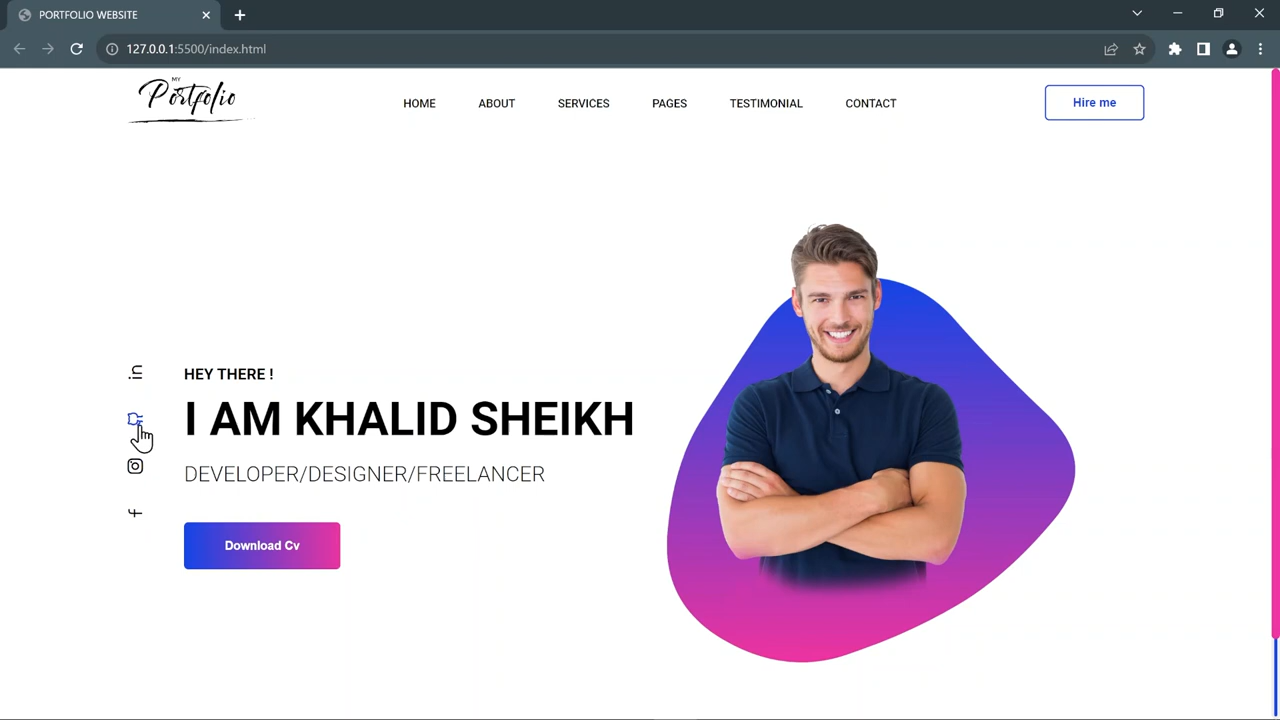 PORTFOLIO WEBSITE
127.0.0.1:5500/index.html
MY
Portfolio
HOME ABOUT SERVICES PAGES TESTIMONIAL CONTACT
Hire me
HEY THERE !
I AM KHALID SHEIKH
DEVELOPER/DESIGNER/FREELANCER
Download Cv